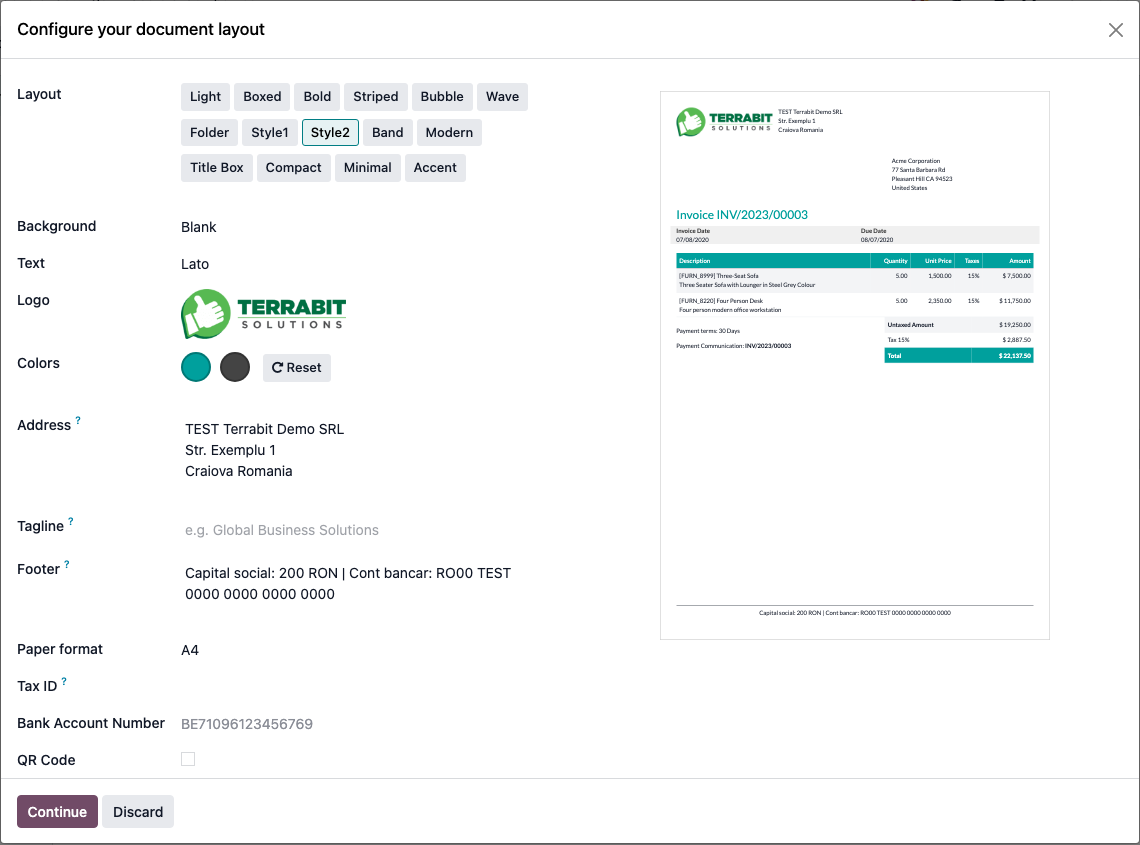 Configure your document layout
Layout
Light Boxed Bold Striped Bubble Wave
Folder Style1 Style2 Band Modern
Title Box Compact Minimal Accent
Background Blank
Text Lato
Logo
TERRABIT
SOLUTIONS
Colors
Reset
Address ?
TEST Terrabit Demo SRL
Str. Exemplu 1
Craiova Romania
Tagline ?
e.g. Global Business Solutions
Footer ?
Capital social: 200 RON | Cont bancar: RO00 TEST
0000 0000 0000 0000
Paper format A4
Tax ID ?
Bank Account Number BE71096123456769
QR Code
Continue Discard
TERRABIT
SOLUTIONS
TEST Terrabit Demo SRL
Str. Exemplu 1
Craiova Romania
Acme Corporation
77 Santa Barbara Rd
Pleasant Hill CA 94523
United States
Invoice INV/2023/00003
Invoice Date Due Date
07/08/2020 08/07/2020
Description Quantity Unit Price Taxes Amount
[FURN_8999] Three-Seat Sofa 5.00 1,500.00 15% $ 7,500.00
Three Seater Sofa with Lounger in Steel Grey Colour
[FURN_8220] Four Person Desk 5.00 2,350.00 15% $ 11,750.00
Four person modern office workstation
Untaxed Amount $ 19,250.00
Payment terms: 30 Days
Tax 15% $ 2,887.50
Payment Communication: INV/2023/00003
Total $ 22,137.50
Capital social: 200 RON | Cont bancar: RO00 TEST 0000 0000 0000 0000